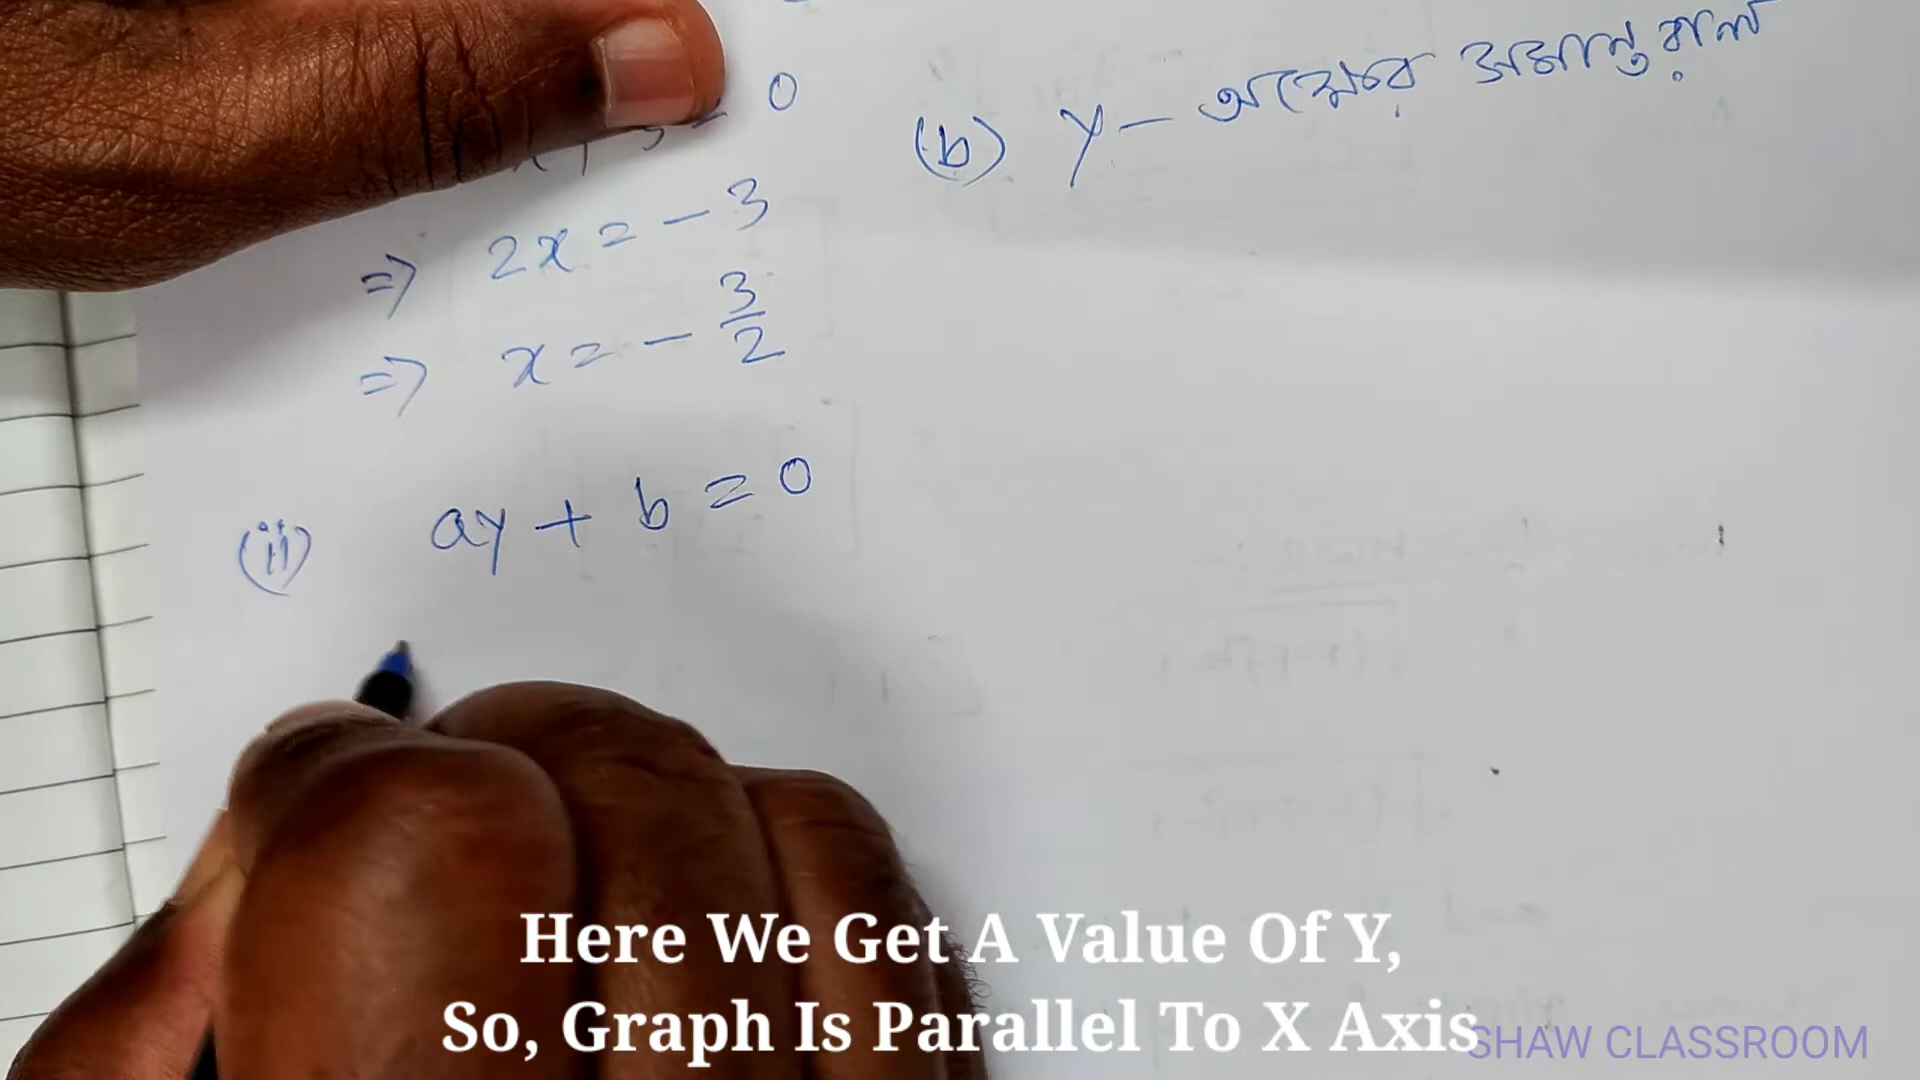 = 0
(b) y - অক্ষের সমান্তরাল
=> 2x = - 3
=> x = - 3/2
(ii) ay + b = 0
Here We Get A Value Of Y,
So, Graph Is Parallel To X Axis
SHAW CLASSROOM